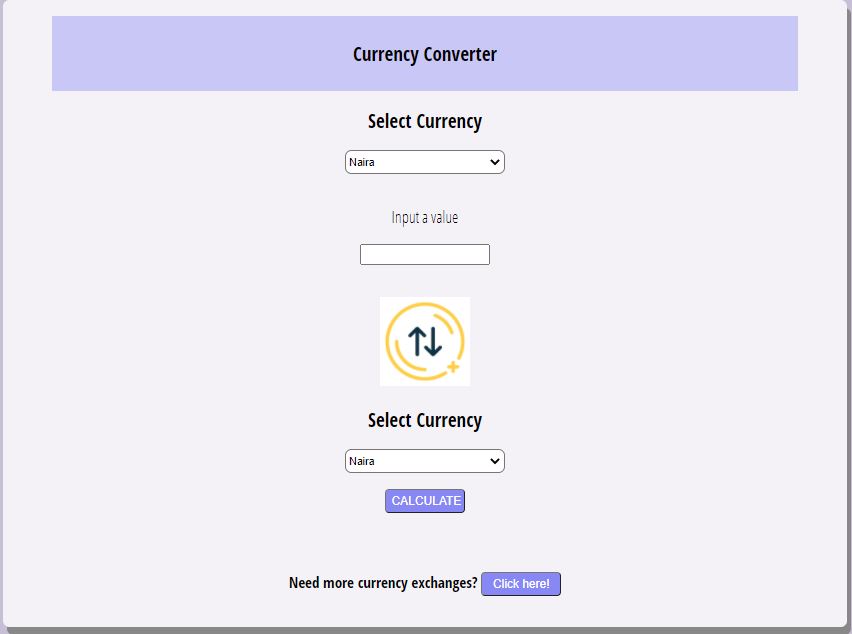 Currency Converter
Select Currency
Naira
Input a value
Select Currency
Naira
CALCULATE
Need more currency exchanges? Click here!